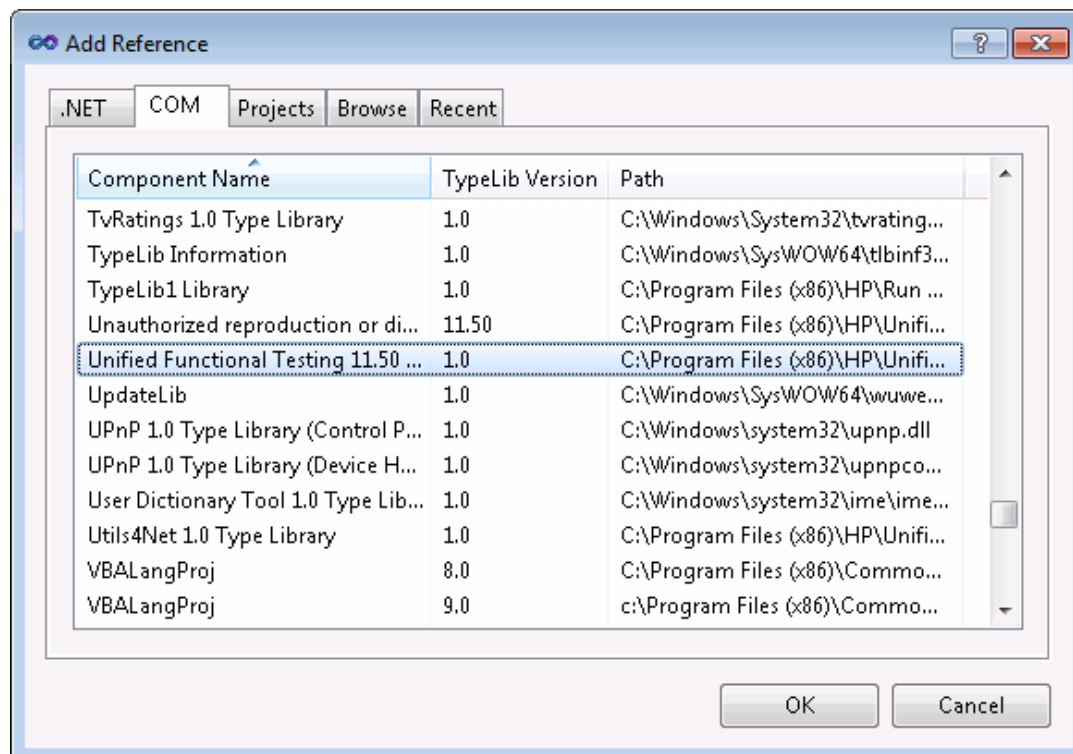 Add Reference
.NET COM Projects Browse Recent
Component Name TypeLib Version Path
TvRatings 1.0 Type Library 1.0 C:\Windows\System32\tvrating...
TypeLib Information 1.0 C:\Windows\SysWOW64\tlbinf3...
TypeLib1 Library 1.0 C:\Program Files (x86)\HP\Run ...
Unauthorized reproduction or di... 11.50 C:\Program Files (x86)\HP\Unifi...
Unified Functional Testing 11.50 ... 1.0 C:\Program Files (x86)\HP\Unifi...
UpdateLib 1.0 C:\Windows\SysWOW64\wuwe...
UPnP 1.0 Type Library (Control P... 1.0 C:\Windows\system32\upnp.dll
UPnP 1.0 Type Library (Device H... 1.0 C:\Windows\system32\upnpco...
User Dictionary Tool 1.0 Type Lib... 1.0 C:\Windows\system32\ime\ime...
Utils4Net 1.0 Type Library 1.0 C:\Program Files (x86)\HP\Unifi...
VBALangProj 8.0 C:\Program Files (x86)\Commo...
VBALangProj 9.0 c:\Program Files (x86)\Commo...
OK Cancel